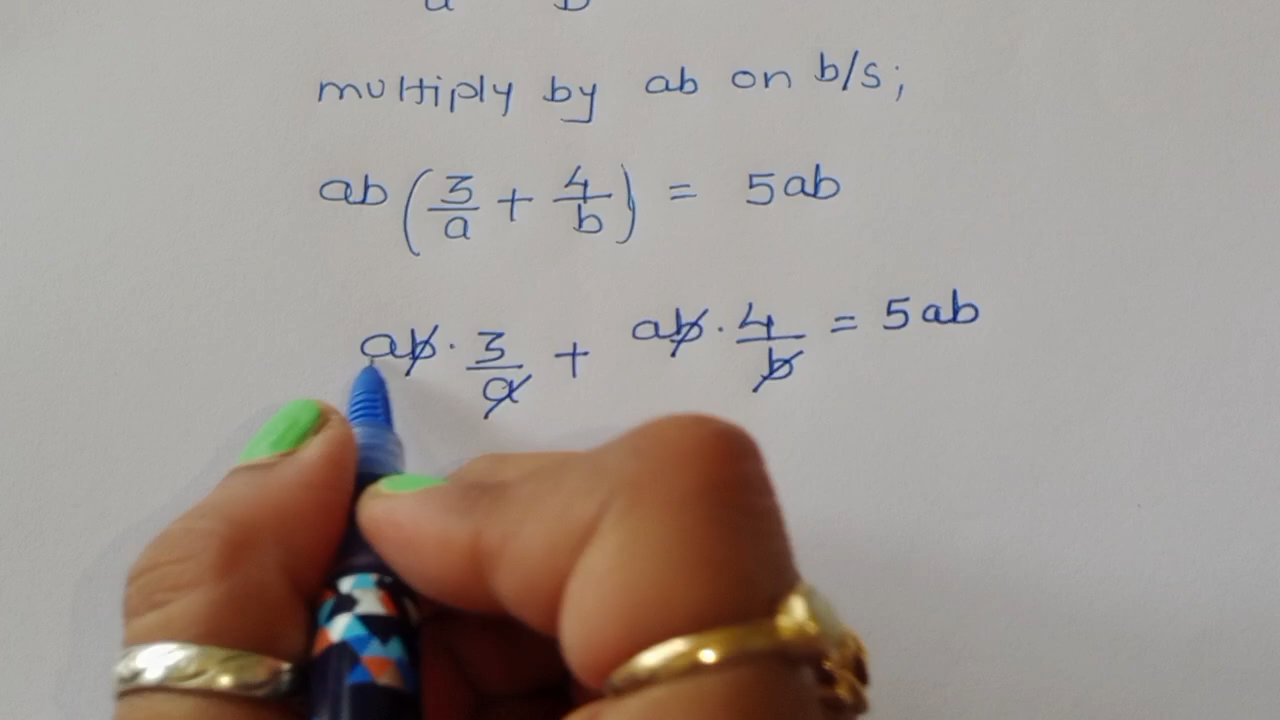 multiply by ab on b/s;
ab(3/a + 4/b) = 5ab
ab · 3/a + ab · 4/b = 5ab